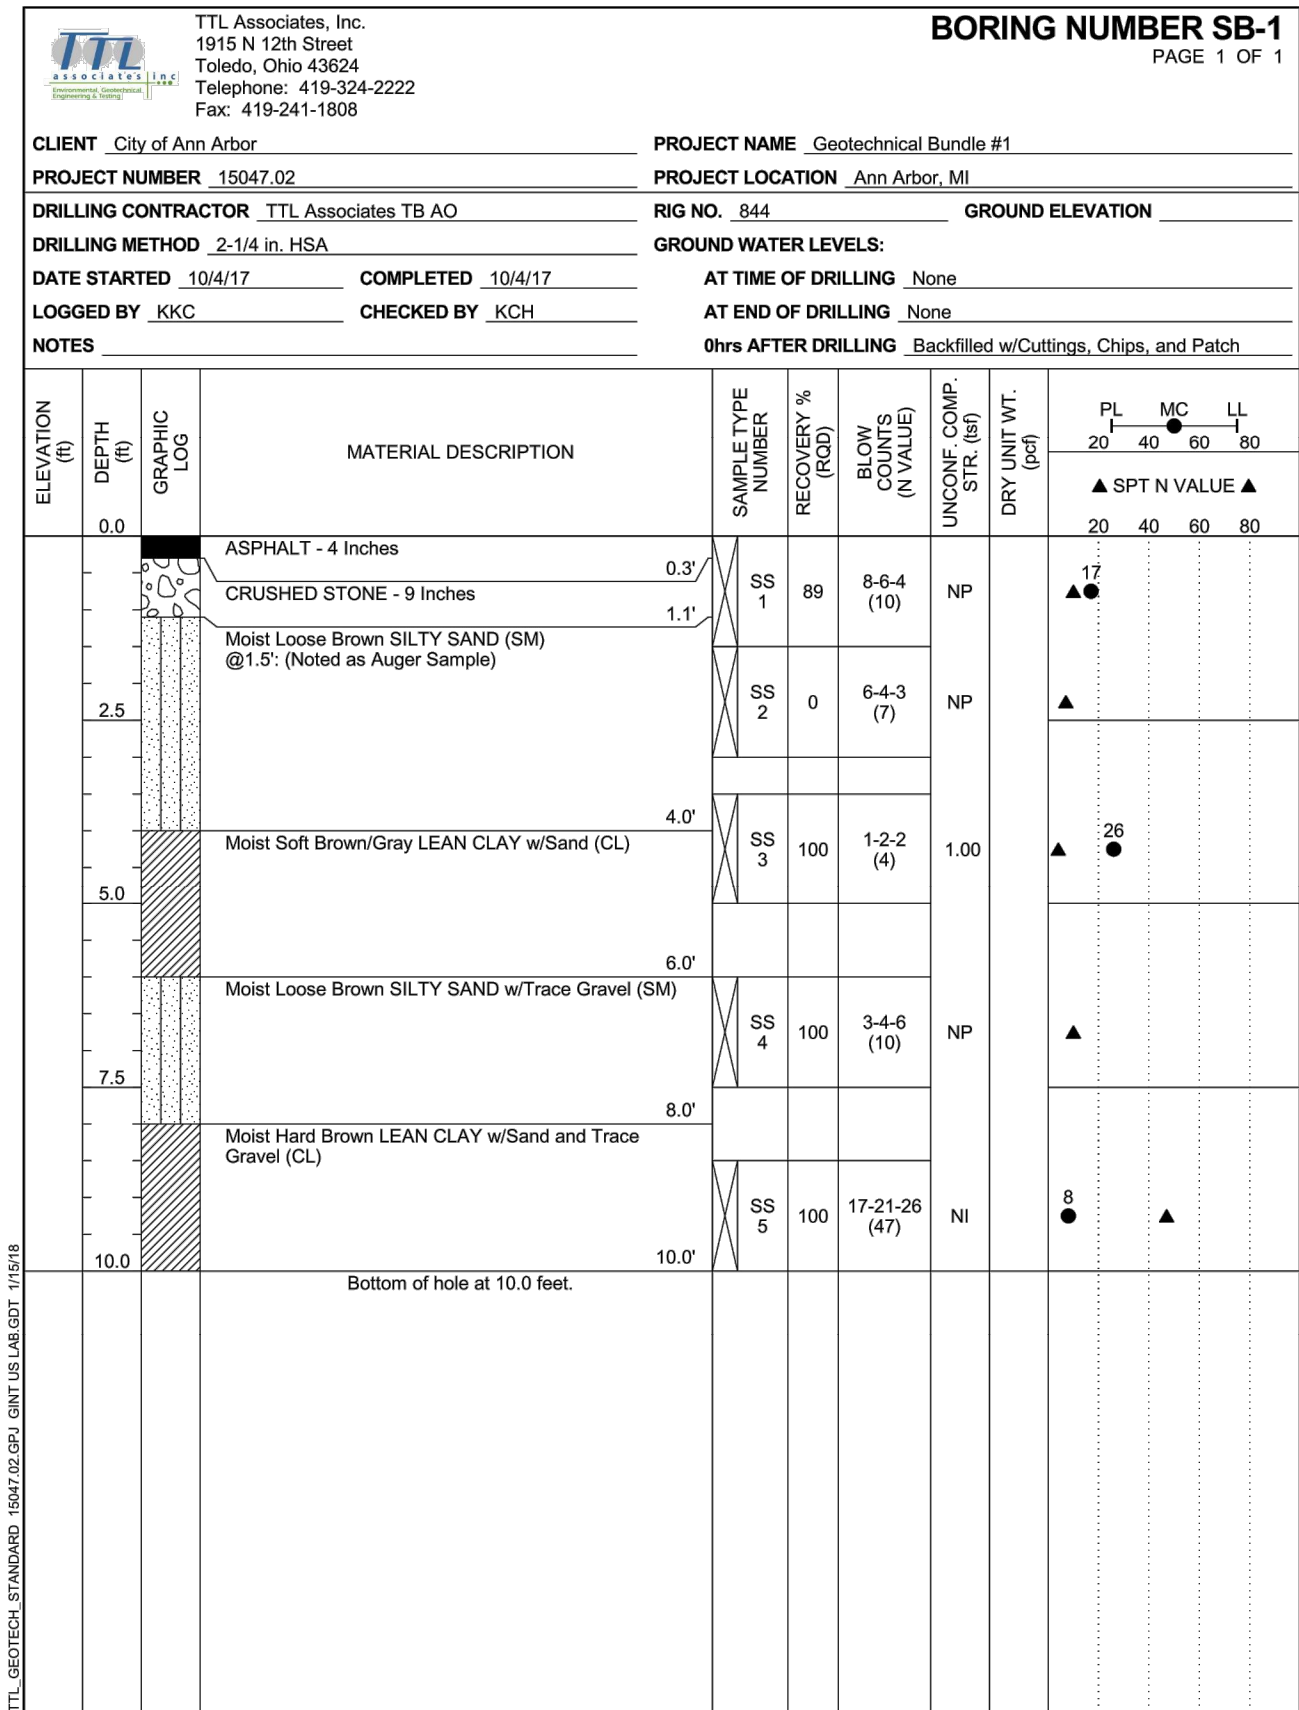 TTL
associates inc
Environmental, Geotechnical,
Engineering & Testing
TTL Associates, Inc.
1915 N 12th Street
Toledo, Ohio 43624
Telephone: 419-324-2222
Fax: 419-241-1808
BORING NUMBER SB-1
PAGE 1 OF 1
CLIENT City of Ann Arbor
PROJECT NAME Geotechnical Bundle #1
PROJECT NUMBER 15047.02
PROJECT LOCATION Ann Arbor, MI
DRILLING CONTRACTOR TTL Associates TB AO
RIG NO. 844 GROUND ELEVATION
DRILLING METHOD 2-1/4 in. HSA
GROUND WATER LEVELS:
DATE STARTED 10/4/17 COMPLETED 10/4/17
AT TIME OF DRILLING None
LOGGED BY KKC CHECKED BY KCH
AT END OF DRILLING None
NOTES
0hrs AFTER DRILLING Backfilled w/Cuttings, Chips, and Patch
ELEVATION
(ft)
DEPTH
(ft)
0.0
GRAPHIC
LOG
MATERIAL DESCRIPTION
SAMPLE TYPE
NUMBER
RECOVERY %
(RQD)
BLOW
COUNTS
(N VALUE)
UNCONF. COMP.
STR. (tsf)
DRY UNIT WT.
(pcf)
PL MC LL
20 40 60 80
▲ SPT N VALUE ▲
20 40 60 80
ASPHALT - 4 Inches
0.3'
CRUSHED STONE - 9 Inches
1.1'
SS
1
89
8-6-4
(10)
NP
17
Moist Loose Brown SILTY SAND (SM)
@1.5': (Noted as Auger Sample)
2.5
SS
2
0
6-4-3
(7)
NP
4.0'
Moist Soft Brown/Gray LEAN CLAY w/Sand (CL)
SS
3
100
1-2-2
(4)
1.00
26
5.0
6.0'
Moist Loose Brown SILTY SAND w/Trace Gravel (SM)
SS
4
100
3-4-6
(10)
NP
7.5
8.0'
Moist Hard Brown LEAN CLAY w/Sand and Trace
Gravel (CL)
SS
5
100
17-21-26
(47)
NI
8
10.0
10.0'
Bottom of hole at 10.0 feet.
TTL_GEOTECH_STANDARD 15047.02.GPJ GINT US LAB.GDT 1/15/18